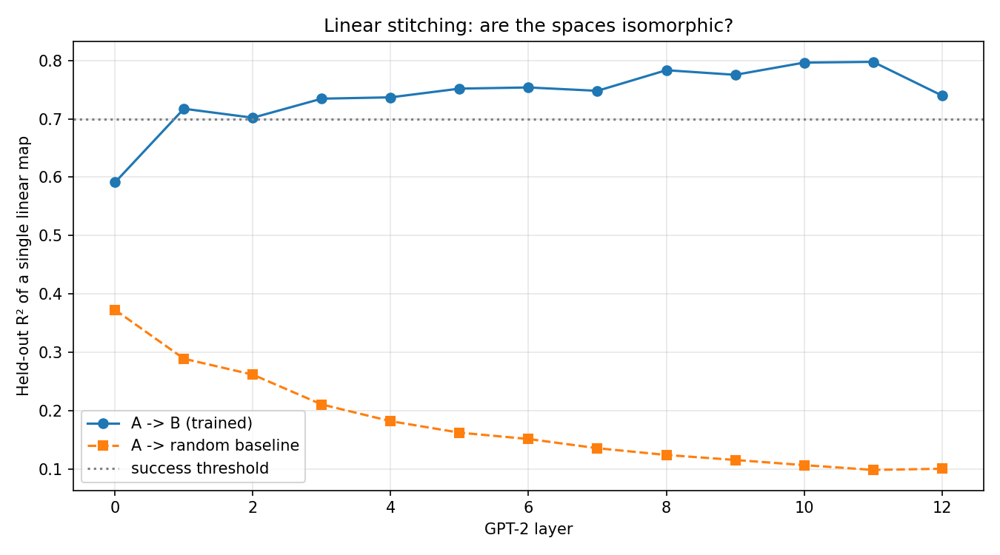 Linear stitching: are the spaces isomorphic?
Held-out R² of a single linear map
0.8
0.7
0.6
0.5
0.4
0.3
0.2
0.1
A -> B (trained)
A -> random baseline
success threshold
0 2 4 6 8 10 12
GPT-2 layer